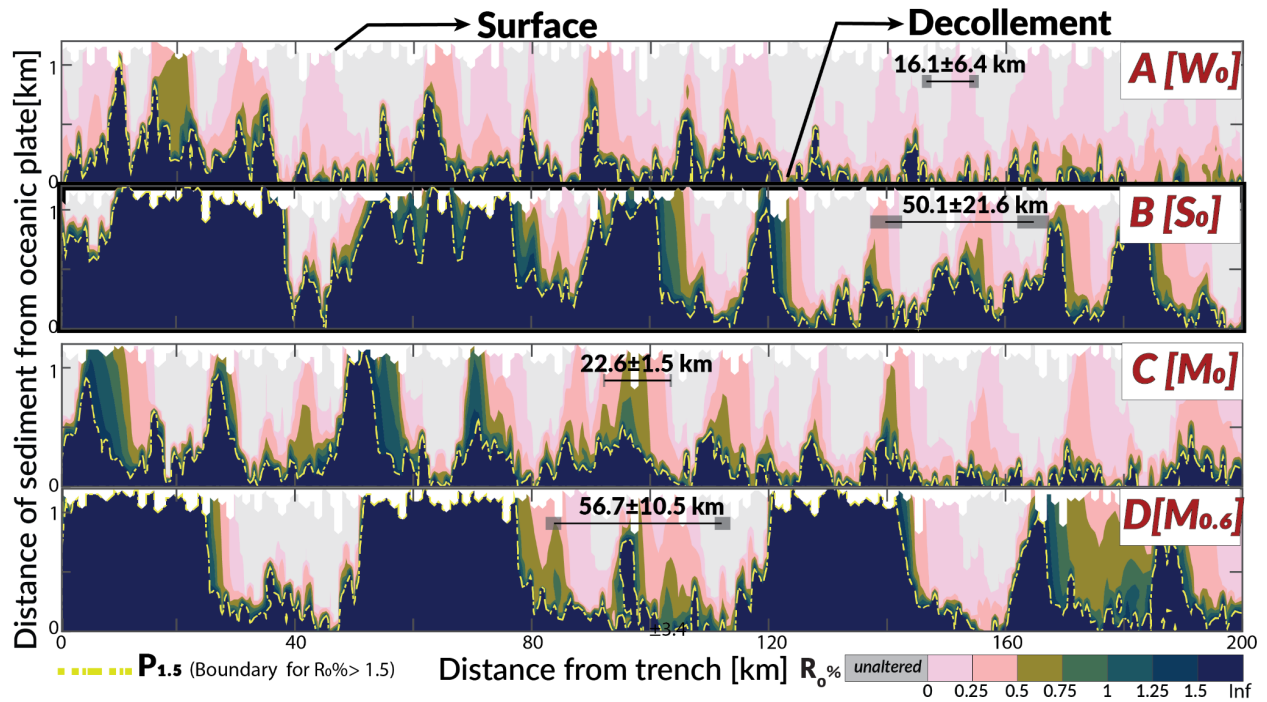 Surface
Decollement
Distance of sediment from oceanic plate[km]
1
0
16.1±6.4 km
A [W₀]
1
0
50.1±21.6 km
B [S₀]
1
0
22.6±1.5 km
C [M₀]
1
0
56.7±10.5 km
D[M₀.₆]
±3.4
0 40 80 120 160 200
P₁.₅ (Boundary for R₀%> 1.5)
Distance from trench [km]
Rₒ%
unaltered
0 0.25 0.5 0.75 1 1.25 1.5 Inf